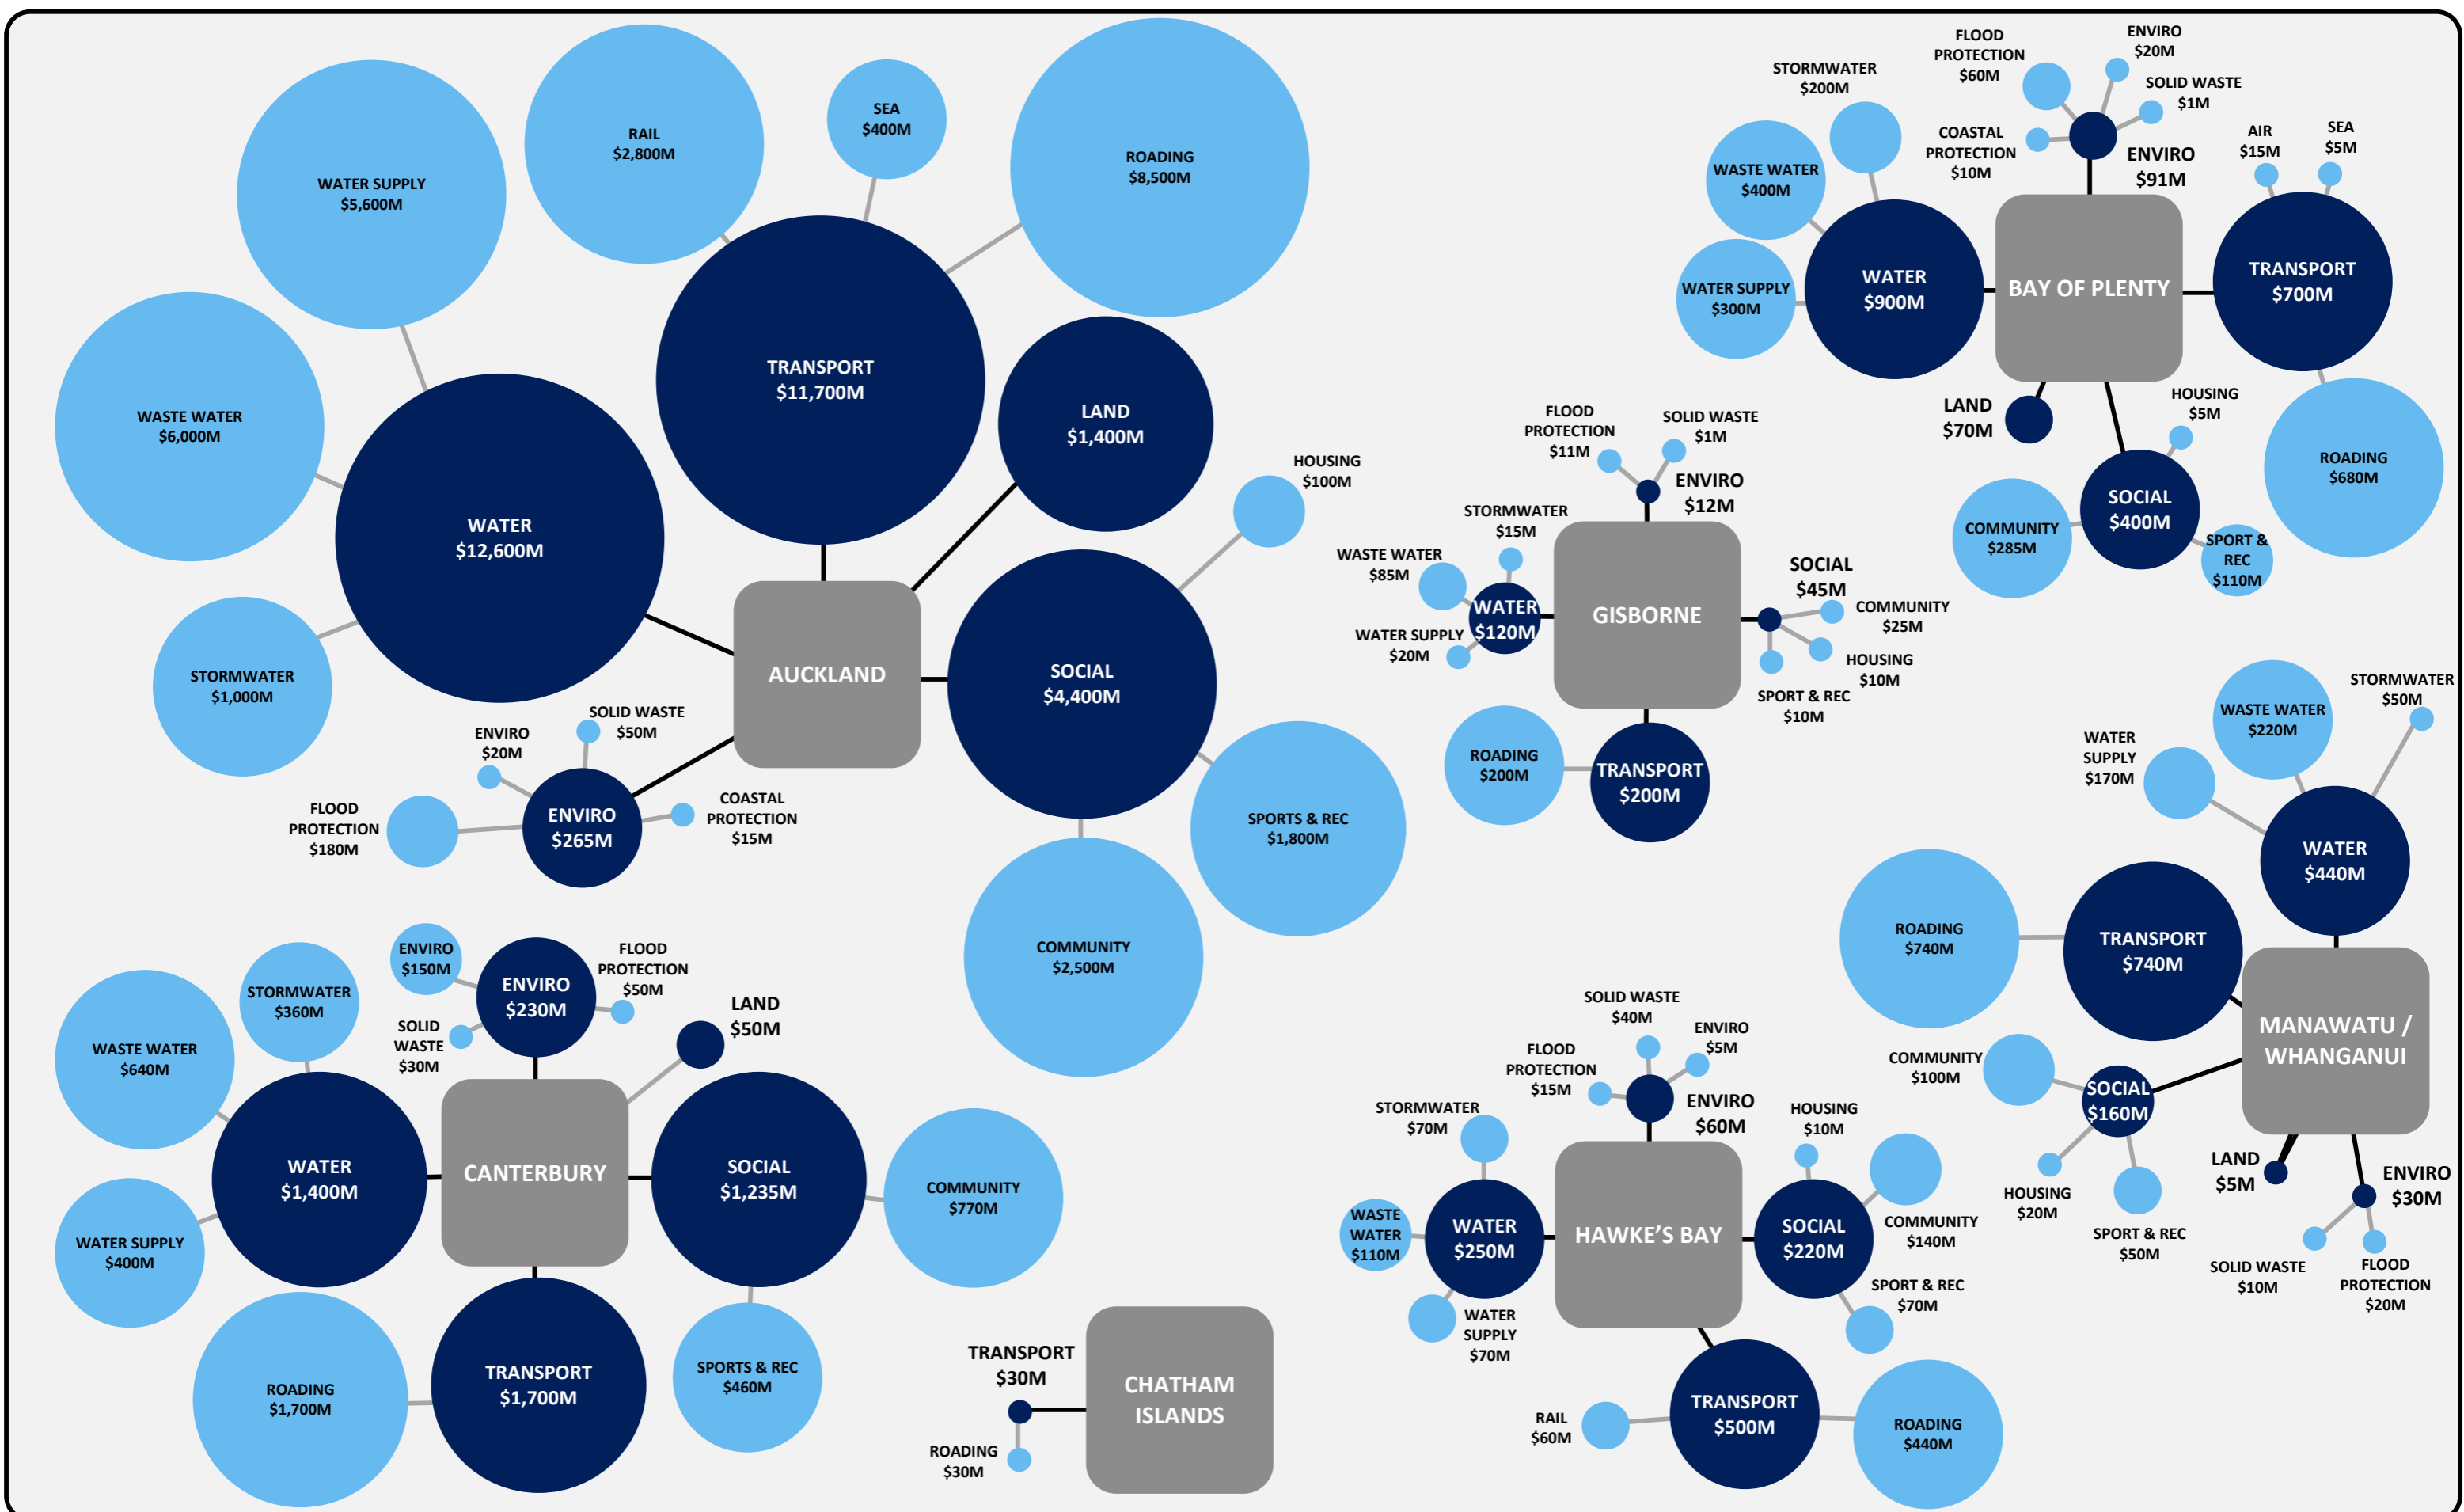 RAIL
$2,800M
SEA
$400M
ROADING
$8,500M
WATER SUPPLY
$5,600M
WASTE WATER
$6,000M
TRANSPORT
$11,700M
LAND
$1,400M
HOUSING
$100M
WATER
$12,600M
STORMWATER
$1,000M
AUCKLAND
SOCIAL
$4,400M
SOLID WASTE
$50M
ENVIRO
$20M
FLOOD
PROTECTION
$180M
ENVIRO
$265M
COASTAL
PROTECTION
$15M
SPORTS & REC
$1,800M
COMMUNITY
$2,500M
FLOOD
PROTECTION
$60M
ENVIRO
$20M
SOLID WASTE
$1M
STORMWATER
$200M
COASTAL
PROTECTION
$10M
ENVIRO
$91M
AIR
$15M
SEA
$5M
WASTE WATER
$400M
WATER SUPPLY
$300M
WATER
$900M
BAY OF PLENTY
TRANSPORT
$700M
LAND
$70M
HOUSING
$5M
ROADING
$680M
COMMUNITY
$285M
SOCIAL
$400M
SPORT &
REC
$110M
FLOOD
PROTECTION
$11M
SOLID WASTE
$1M
ENVIRO
$12M
STORMWATER
$15M
WASTE WATER
$85M
WATER
$120M
WATER SUPPLY
$20M
GISBORNE
SOCIAL
$45M
COMMUNITY
$25M
HOUSING
$10M
SPORT & REC
$10M
ROADING
$200M
TRANSPORT
$200M
STORMWATER
$50M
WASTE WATER
$220M
WATER
SUPPLY
$170M
WATER
$440M
ROADING
$740M
TRANSPORT
$740M
MANAWATU /
WHANGANUI
COMMUNITY
$100M
SOCIAL
$160M
HOUSING
$20M
SPORT & REC
$50M
LAND
$5M
ENVIRO
$30M
SOLID WASTE
$10M
FLOOD
PROTECTION
$20M
ENVIRO
$150M
ENVIRO
$230M
FLOOD
PROTECTION
$50M
STORMWATER
$360M
SOLID
WASTE
$30M
LAND
$50M
WASTE WATER
$640M
WATER
$1,400M
CANTERBURY
SOCIAL
$1,235M
COMMUNITY
$770M
WATER SUPPLY
$400M
ROADING
$1,700M
TRANSPORT
$1,700M
SPORTS & REC
$460M
TRANSPORT
$30M
CHATHAM
ISLANDS
ROADING
$30M
SOLID WASTE
$40M
ENVIRO
$5M
FLOOD
PROTECTION
$15M
ENVIRO
$60M
STORMWATER
$70M
HOUSING
$10M
WASTE
WATER
$110M
WATER
$250M
HAWKE'S BAY
SOCIAL
$220M
COMMUNITY
$140M
WATER
SUPPLY
$70M
SPORT & REC
$70M
RAIL
$60M
TRANSPORT
$500M
ROADING
$440M